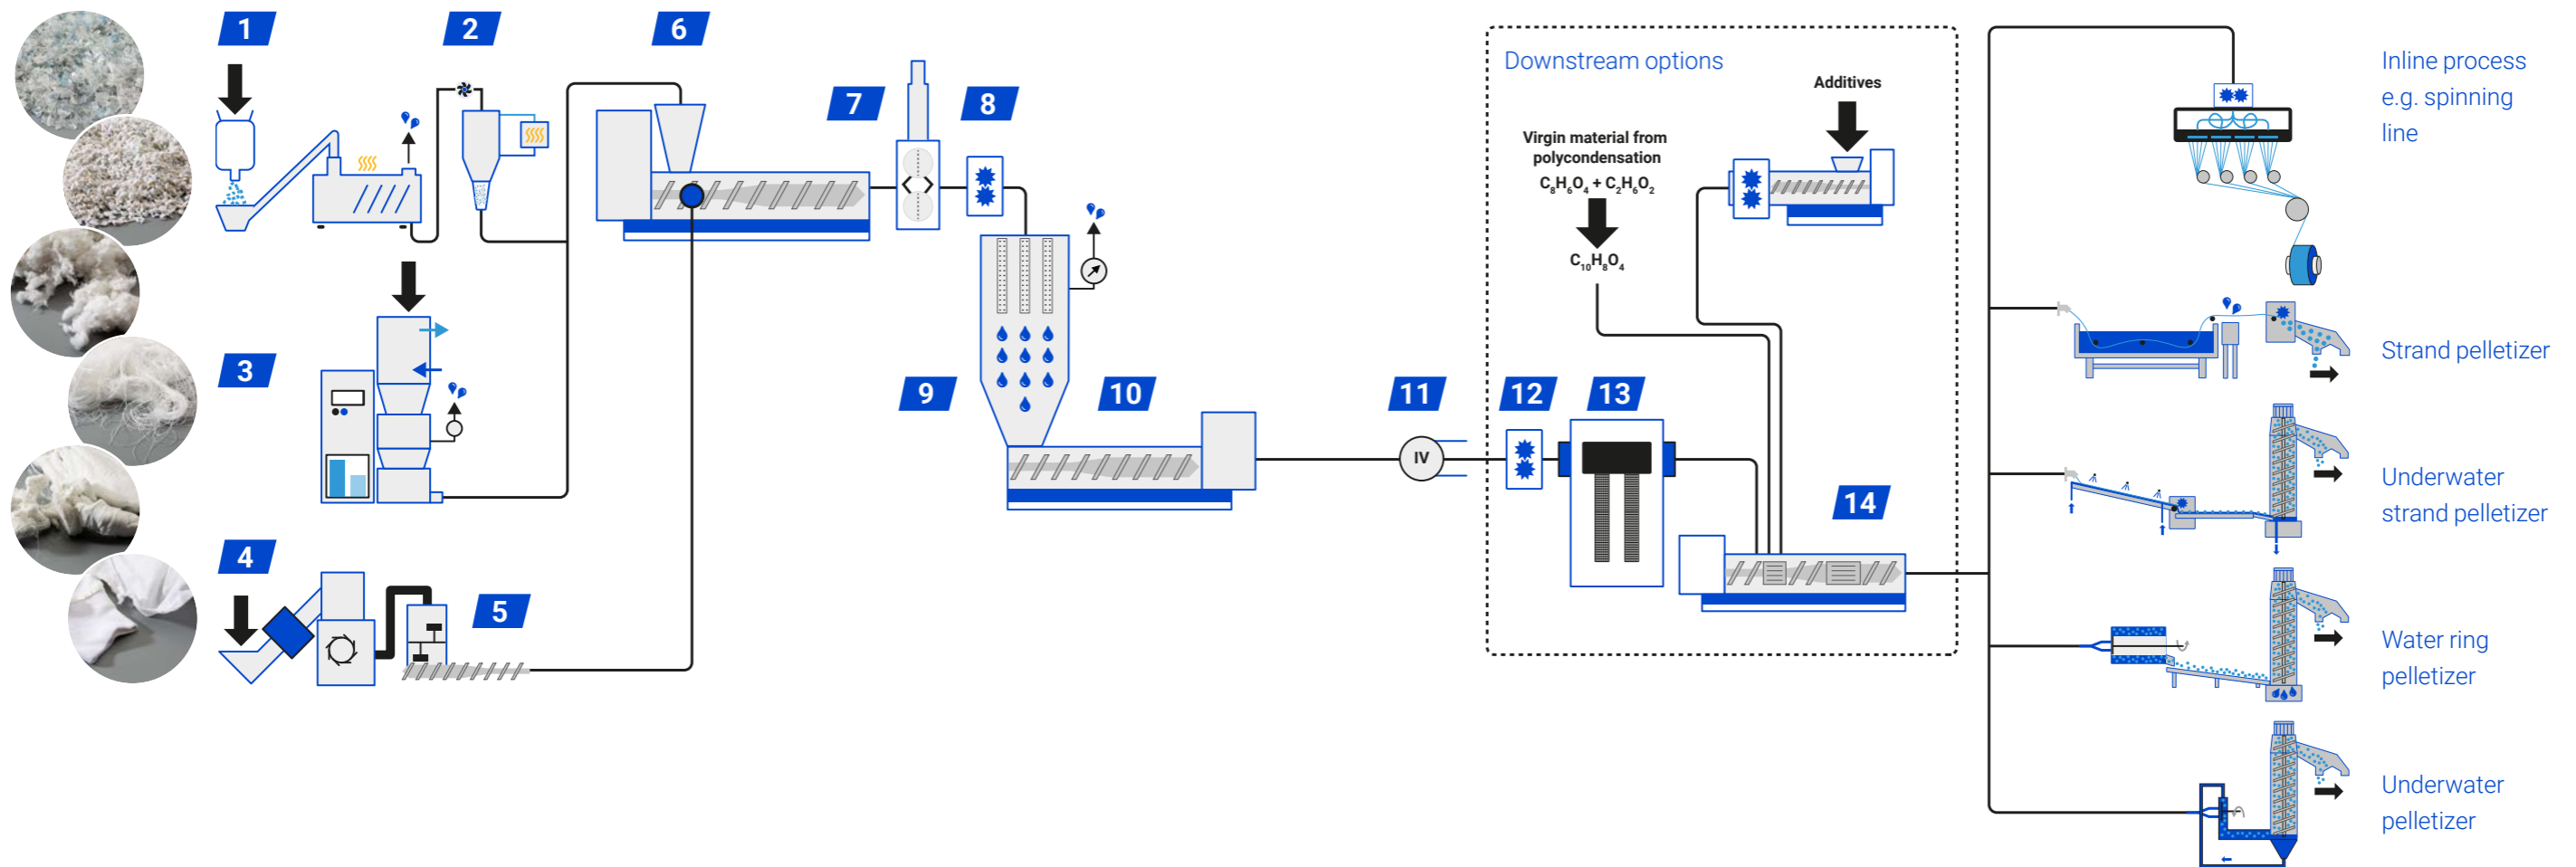 1
2
6
7
8
Downstream options
Additives
Virgin material from
polycondensation
C₈H₆O₄ + C₂H₆O₂
C₁₀H₈O₄
Inline process
e.g. spinning
line
3
9
10
11
12
13
IV
14
4
5
Strand pelletizer
Underwater
strand pelletizer
Water ring
pelletizer
Underwater
pelletizer